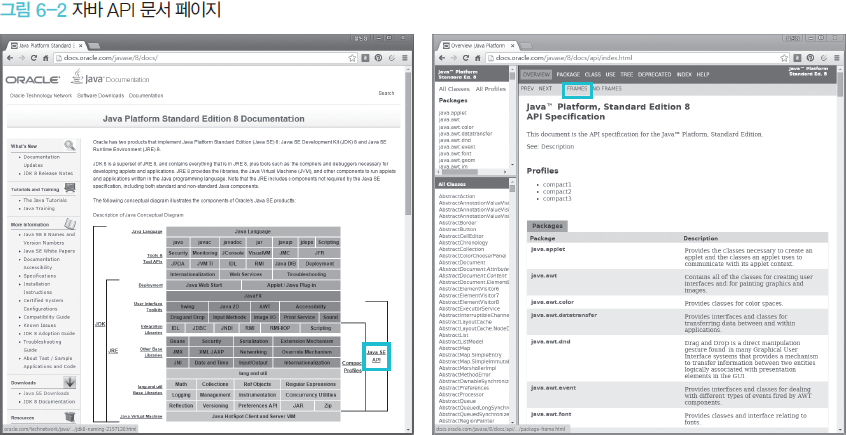 그림 6-2 자바 API 문서 페이지
Java Platform Standard E
docs.oracle.com/javase/8/docs/
ORACLE Java Documentation
Oracle Technology Network Software Downloads Documentation
Search
Java Platform Standard Edition 8 Documentation
What's New
Documentation
Updates
JDK 8 Release Notes
Tutorials and Training
The Java Tutorials
Java Training
More Information
Java SE 8 Names and
Version Numbers
Java SE White Papers
Documentation
Accessibility
Specifications
Installation
Instructions
Certified System
Configurations
Compatibility Guide
Known Issues
JDK 8 Adoption Guide
Troubleshooting
Guide
About Test / Sample
Applications and Code
Downloads
Java SE Downloads
JDK 8 Documentation
Resources
Oracle has two products that implement Java Platform Standard Edition (Java SE) 8: Java SE Development Kit (JDK) 8 and Java SE
Runtime Environment (JRE) 8.
JDK 8 is a superset of JRE 8, and contains everything that is in JRE 8, plus tools such as the compilers and debuggers necessary for
developing applets and applications. JRE 8 provides the libraries, the Java Virtual Machine (JVM), and other components to run applets
and applications written in the Java programming language. Note that the JRE includes components not required by the Java SE
specification, including both standard and non-standard Java components.
The following conceptual diagram illustrates the components of Oracle's Java SE products:
Description of Java Conceptual Diagram
Java Language Java Language
java javac javadoc jar javap jdeps Scripting
Tools &
Tool APIs
Security Monitoring JConsole VisualVM JMC JFR
JPDA JVM TI IDL RMI Java DB Deployment
Internationalization Web Services Troubleshooting
Deployment Java Web Start Applet / Java Plug-in
JavaFX
User Interface
Toolkits
Swing Java 2D AWT Accessibility
Drag and Drop Input Methods Image I/O Print Service Sound
Integration
Libraries
IDL JDBC JNDI RMI RMI-IIOP Scripting
JDK
JRE
Other Base
Libraries
Beans Security Serialization Extension Mechanism
JMX XML JAXP Networking Override Mechanism
JNI Date and Time Input/Output Internationalization
Compact
Profiles
Java SE
API
lang and util
lang and util
Base Libraries
Math Collections Ref Objects Regular Expressions
Logging Management Instrumentation Concurrency Utilities
Reflection Versioning Preferences API JAR Zip
Java Virtual Machine Java HotSpot Client and Server VM
Overview (Java Platform
docs.oracle.com/javase/8/docs/api/index.html
Java™ Platform
Standard Ed. 8
All Classes All Profiles
Packages
java.applet
java.awt
java.awt.color
java.awt.datatransfer
java.awt.dnd
java.awt.event
java.awt.font
java.awt.geom
java.awt.im
All Classes
AbstractAction
AbstractAnnotationValueVisi
AbstractAnnotationValueVisi
AbstractBorder
AbstractButton
AbstractCellEditor
AbstractChronology
AbstractCollection
AbstractColorChooserPanel
AbstractDocument
AbstractDocument.Attribute
AbstractDocument.Content
AbstractDocument.Element
AbstractElementVisitor6
AbstractElementVisitor7
AbstractElementVisitor8
AbstractExecutorService
AbstractInterruptibleChannel
AbstractLayoutCache
AbstractLayoutCache.NodeD
AbstractList
AbstractListModel
AbstractMap
AbstractMap.SimpleEntry
AbstractMap.SimpleImmutal
AbstractMarshallerImpl
AbstractMethodError
AbstractOwnableSynchronize
AbstractPreferences
AbstractProcessor
AbstractQueue
AbstractQueuedLongSynchr
AbstractQueuedSynchronize
AbstractRegionPainter
OVERVIEW PACKAGE CLASS USE TREE DEPRECATED INDEX HELP
Java™ Platform
Standard Ed. 8
PREV NEXT FRAMES NO FRAMES
Java™ Platform, Standard Edition 8
API Specification
This document is the API specification for the Java™ Platform, Standard Edition.
See: Description
Profiles
compact1
compact2
compact3
Packages
Package Description
java.applet Provides the classes necessary to create an
applet and the classes an applet uses to
communicate with its applet context.
java.awt Contains all of the classes for creating user
interfaces and for painting graphics and
images.
java.awt.color Provides classes for color spaces.
java.awt.datatransfer Provides interfaces and classes for
transferring data between and within
applications.
java.awt.dnd Drag and Drop is a direct manipulation
gesture found in many Graphical User
Interface systems that provides a mechanism
to transfer information between two entities
logically associated with presentation
elements in the GUI.
java.awt.event Provides interfaces and classes for dealing
with different types of events fired by AWT
components.
java.awt.font Provides classes and interface relating to
fonts.